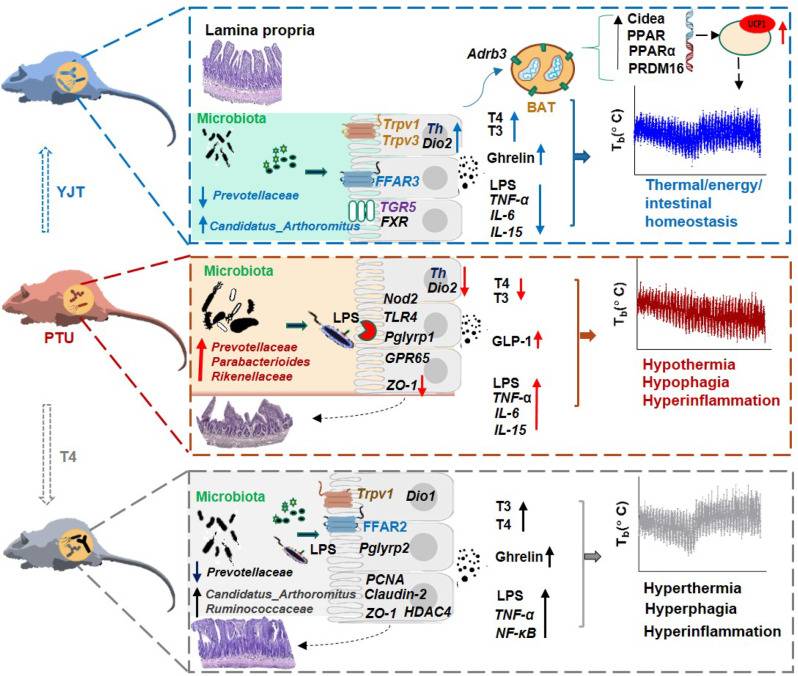 Lamina propria
Adrb3
BAT
Cidea
PPAR
PPARα
PRDM16
UCP1
Microbiota
Trpv1
Trpv3
Th
Dio2
FFAR3
TGR5
FXR
Prevotellaceae
Candidatus_Arthoromitus
T4
T3
Ghrelin
LPS
TNF-α
IL-6
IL-15
Tb(° C)
Thermal/energy/
intestinal
homeostasis
YJT
PTU
Microbiota
LPS
Prevotellaceae
Parabacterioides
Rikenellaceae
Th
Dio2
Nod2
TLR4
Pglyrp1
GPR65
ZO-1
T4
T3
GLP-1
LPS
TNF-α
IL-6
IL-15
Tb(° C)
Hypothermia
Hypophagia
Hyperinflammation
T4
Microbiota
LPS
Prevotellaceae
Candidatus_Arthoromitus
Ruminococcaceae
Trpv1
Dio1
FFAR2
Pglyrp2
PCNA
Claudin-2
ZO-1 HDAC4
T3
T4
Ghrelin
LPS
TNF-α
NF-κB
Tb(° C)
Hyperthermia
Hyperphagia
Hyperinflammation